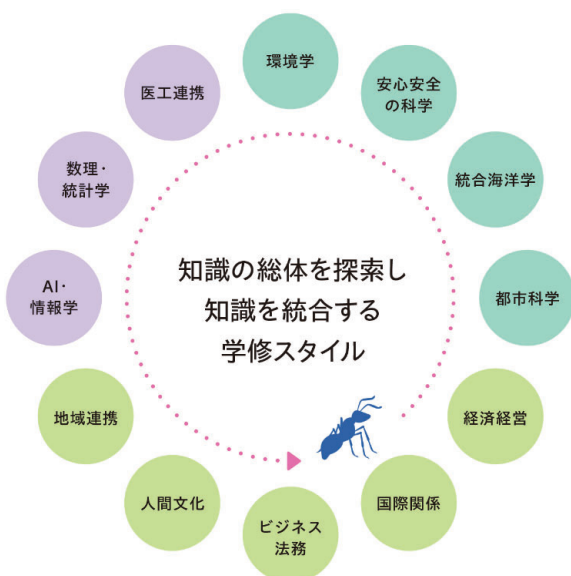 環境学
安心安全
の科学
統合海洋学
都市科学
経済経営
国際関係
ビジネス
法務
人間文化
地域連携
AI・
情報学
数理・
統計学
医工連携
知識の総体を探索し
知識を統合する
学修スタイル